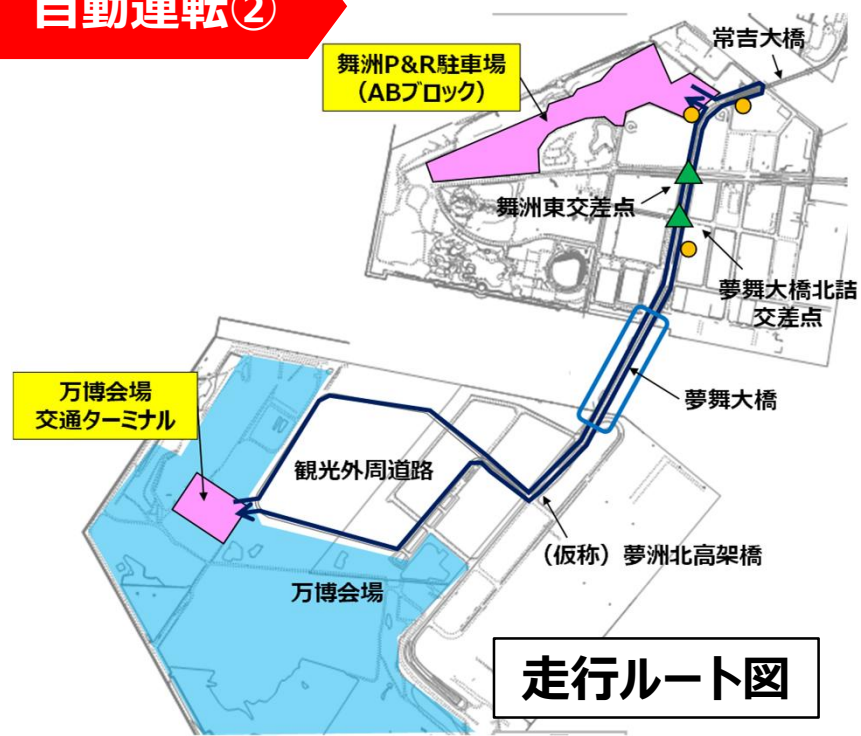 自動運転②
常吉大橋
舞洲P&R駐車場
（ABブロック）
舞洲東交差点
夢舞大橋北詰
交差点
夢舞大橋
万博会場
交通ターミナル
観光外周道路
（仮称）夢洲北高架橋
万博会場
走行ルート図